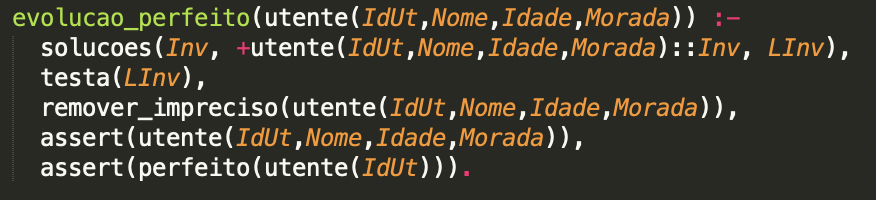 evolucao_perfeito(utente(IdUt,Nome,Idade,Morada)) :-
solucoes(Inv, +utente(IdUt,Nome,Idade,Morada)::Inv, LInv),
testa(LInv),
remover_impreciso(utente(IdUt,Nome,Idade,Morada)),
assert(utente(IdUt,Nome,Idade,Morada)),
assert(perfeito(utente(IdUt))).